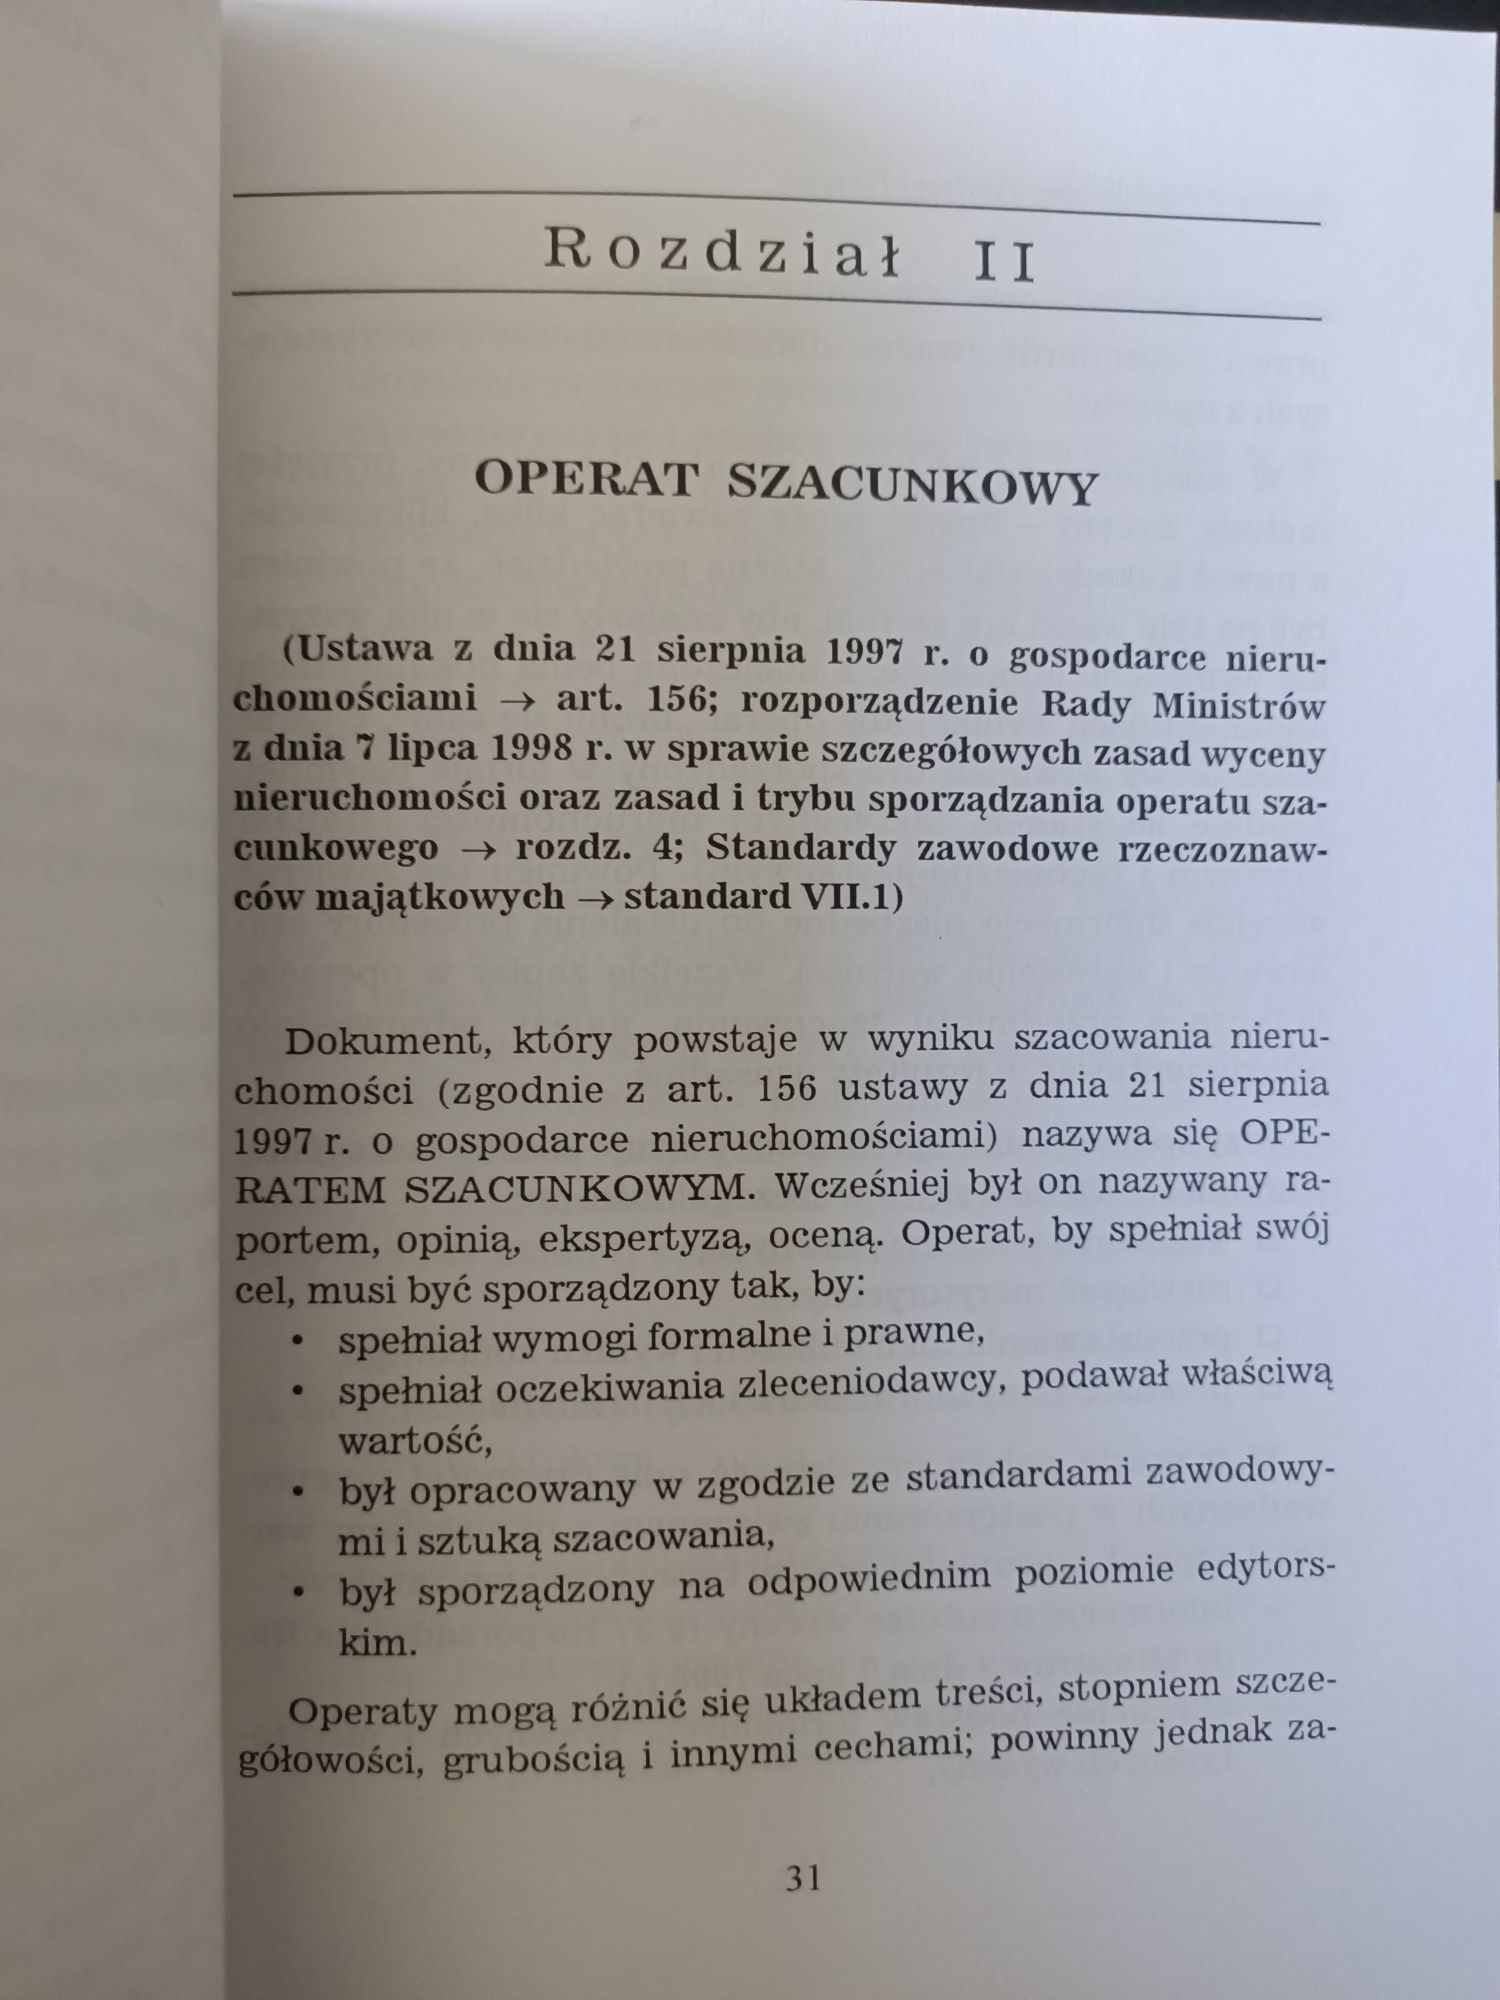 Rozdział II
OPERAT SZACUNKOWY
(Ustawa z dnia 21 sierpnia 1997 r. o gospodarce nieru-
chomościami → art. 156; rozporządzenie Rady Ministrów
z dnia 7 lipca 1998 r. w sprawie szczegółowych zasad wyceny
nieruchomości oraz zasad i trybu sporządzania operatu sza-
cunkowego → rozdz. 4; Standardy zawodowe rzeczoznaw-
ców majątkowych → standard VII.1)
Dokument, który powstaje w wyniku szacowania nieru-
chomości (zgodnie z art. 156 ustawy z dnia 21 sierpnia
1997 r. o gospodarce nieruchomościami) nazywa się OPE-
RATEM SZACUNKOWYM. Wcześniej był on nazywany ra-
portem, opinią, ekspertyzą, oceną. Operat, by spełniał swój
cel, musi być sporządzony tak, by:
• spełniał wymogi formalne i prawne,
• spełniał oczekiwania zleceniodawcy, podawał właściwą
wartość,
• był opracowany w zgodzie ze standardami zawodowy-
mi i sztuką szacowania,
• był sporządzony na odpowiednim poziomie edytors-
kim.
Operaty mogą różnić się układem treści, stopniem szcze-
gółowości, grubością i innymi cechami; powinny jednak za-
31